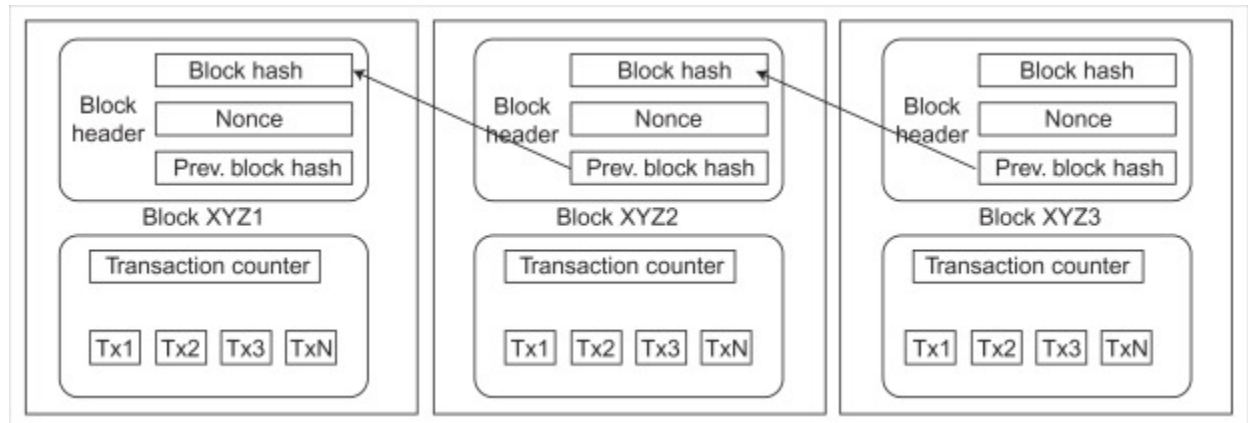 Block hash
Block
header
Nonce
Prev. block hash
Block XYZ1
Transaction counter
Tx1 Tx2 Tx3 TxN
Block hash
Block
header
Nonce
Prev. block hash
Block XYZ2
Transaction counter
Tx1 Tx2 Tx3 TxN
Block hash
Block
header
Nonce
Prev. block hash
Block XYZ3
Transaction counter
Tx1 Tx2 Tx3 TxN